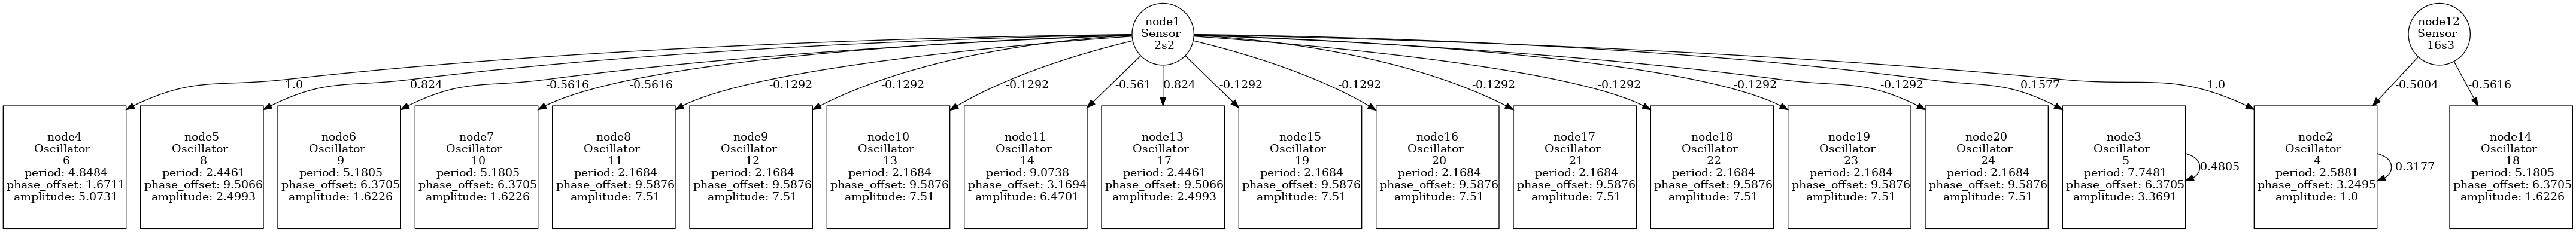 node1
Sensor
2s2
node12
Sensor
16s3
1.0
0.824
-0.5616
-0.5616
-0.1292
-0.1292
-0.1292
-0.561
0.824
-0.1292
-0.1292
-0.1292
-0.1292
-0.1292
-0.1292
0.1577
1.0
-0.5004
-0.5616
node4
Oscillator
6
period: 4.8484
phase_offset: 1.6711
amplitude: 5.0731
node5
Oscillator
8
period: 2.4461
phase_offset: 9.5066
amplitude: 2.4993
node6
Oscillator
9
period: 5.1805
phase_offset: 6.3705
amplitude: 1.6226
node7
Oscillator
10
period: 5.1805
phase_offset: 6.3705
amplitude: 1.6226
node8
Oscillator
11
period: 2.1684
phase_offset: 9.5876
amplitude: 7.51
node9
Oscillator
12
period: 2.1684
phase_offset: 9.5876
amplitude: 7.51
node10
Oscillator
13
period: 2.1684
phase_offset: 9.5876
amplitude: 7.51
node11
Oscillator
14
period: 9.0738
phase_offset: 3.1694
amplitude: 6.4701
node13
Oscillator
17
period: 2.4461
phase_offset: 9.5066
amplitude: 2.4993
node15
Oscillator
19
period: 2.1684
phase_offset: 9.5876
amplitude: 7.51
node16
Oscillator
20
period: 2.1684
phase_offset: 9.5876
amplitude: 7.51
node17
Oscillator
21
period: 2.1684
phase_offset: 9.5876
amplitude: 7.51
node18
Oscillator
22
period: 2.1684
phase_offset: 9.5876
amplitude: 7.51
node19
Oscillator
23
period: 2.1684
phase_offset: 9.5876
amplitude: 7.51
node20
Oscillator
24
period: 2.1684
phase_offset: 9.5876
amplitude: 7.51
node3
Oscillator
5
period: 7.7481
phase_offset: 6.3705
amplitude: 3.3691
0.4805
node2
Oscillator
4
period: 2.5881
phase_offset: 3.2495
amplitude: 1.0
-0.3177
node14
Oscillator
18
period: 5.1805
phase_offset: 6.3705
amplitude: 1.6226